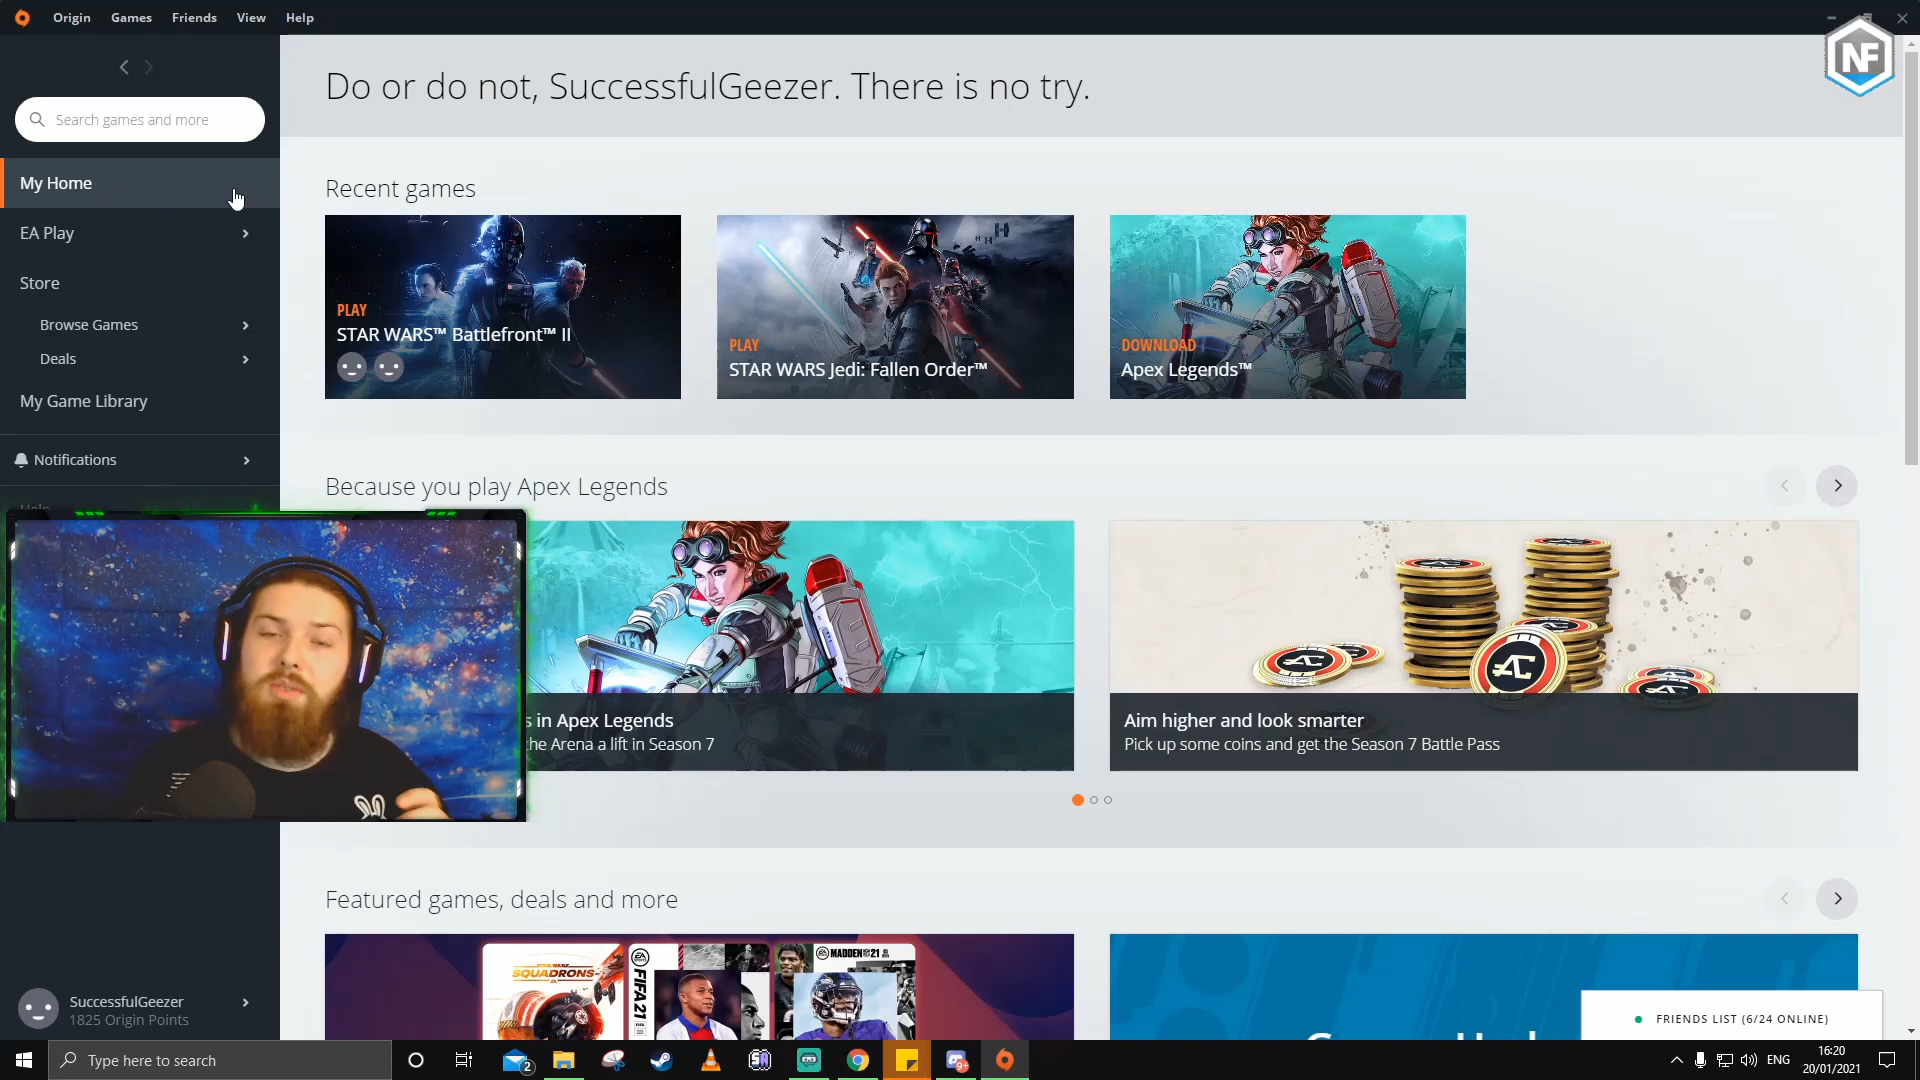 Origin Games Friends View Help
NF
Do or do not, SuccessfulGeezer. There is no try.
Search games and more
My Home
EA Play
Store
Browse Games
Deals
My Game Library
Notifications
Help
Recent games
PLAY
STAR WARS™ Battlefront™ II
PLAY
STAR WARS Jedi: Fallen Order™
DOWNLOAD
Apex Legends™
Because you play Apex Legends
s in Apex Legends
the Arena a lift in Season 7
Aim higher and look smarter
Pick up some coins and get the Season 7 Battle Pass
Featured games, deals and more
SQUADRONS
FIFA 21
MADDEN NFL 21
SuccessfulGeezer
1825 Origin Points
FRIENDS LIST (6/24 ONLINE)
Type here to search
2
9+
ENG
16:20
20/01/2021